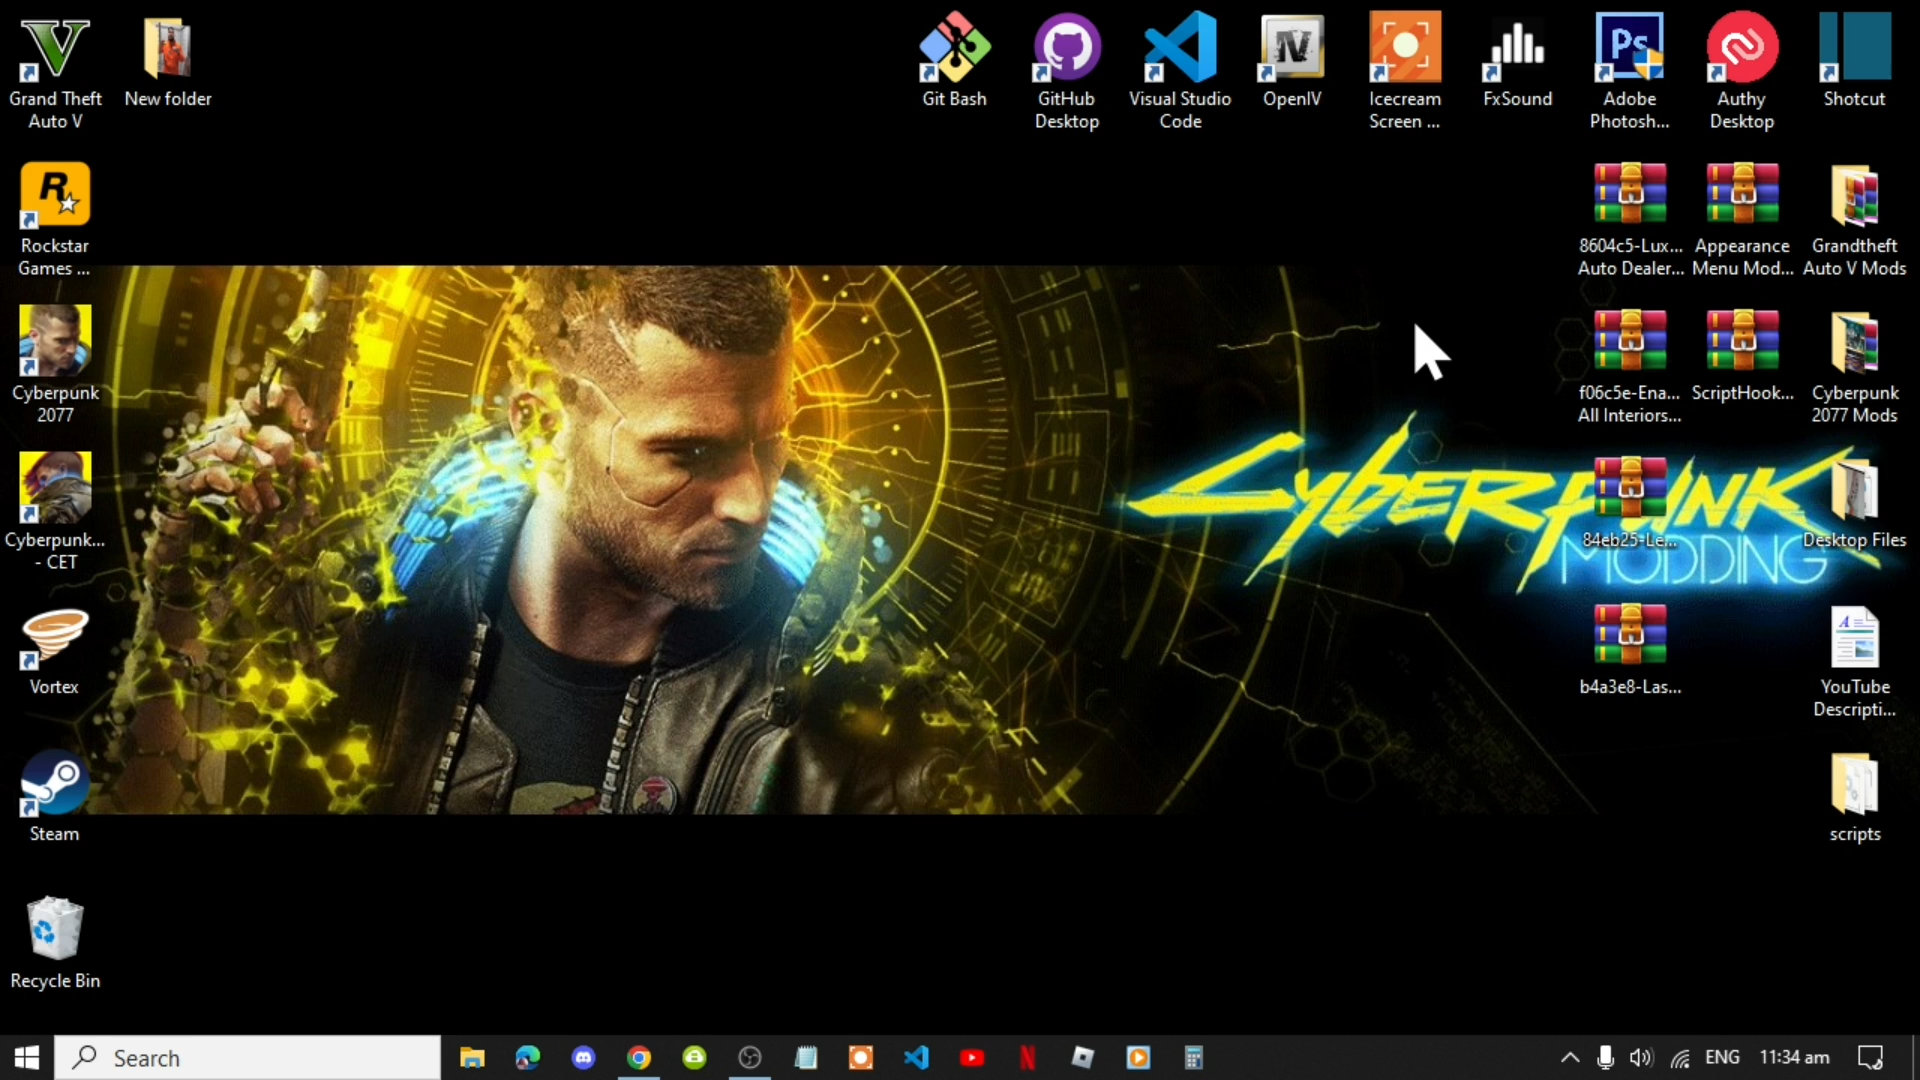 Grand Theft
Auto V
New folder
Git Bash
GitHub
Desktop
Visual Studio
Code
OpenIV
Icecream
Screen ...
FxSound
Adobe
Photosh...
Authy
Desktop
Shotcut
Rockstar
Games ...
8604c5-Lux...
Auto Dealer...
Appearance
Menu Mod...
Grandtheft
Auto V Mods
Cyberpunk
2077
f06c5e-Ena...
All Interiors...
ScriptHook...
Cyberpunk
2077 Mods
Cyberpunk...
- CET
CYBERPUNK
MODDING
84eb25-Le...
Desktop Files
Vortex
b4a3e8-Las...
YouTube
Descripti...
Steam
scripts
Recycle Bin
Search
ENG
11:34 am